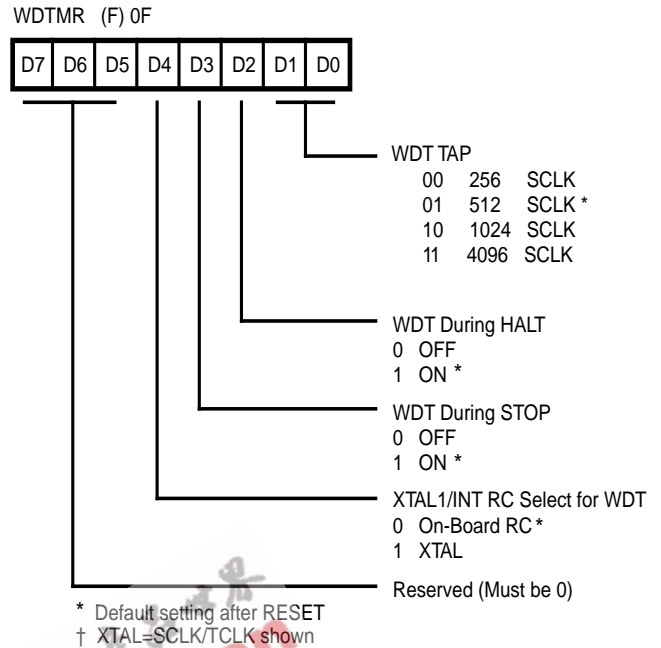 WDTMR (F) 0F
D7 D6 D5 D4 D3 D2 D1 D0
WDT TAP
00 256 SCLK
01 512 SCLK *
10 1024 SCLK
11 4096 SCLK
WDT During HALT
0 OFF
1 ON *
WDT During STOP
0 OFF
1 ON *
XTAL1/INT RC Select for WDT
0 On-Board RC *
1 XTAL
Reserved (Must be 0)
* Default setting after RESET
† XTAL=SCLK/TCLK shown